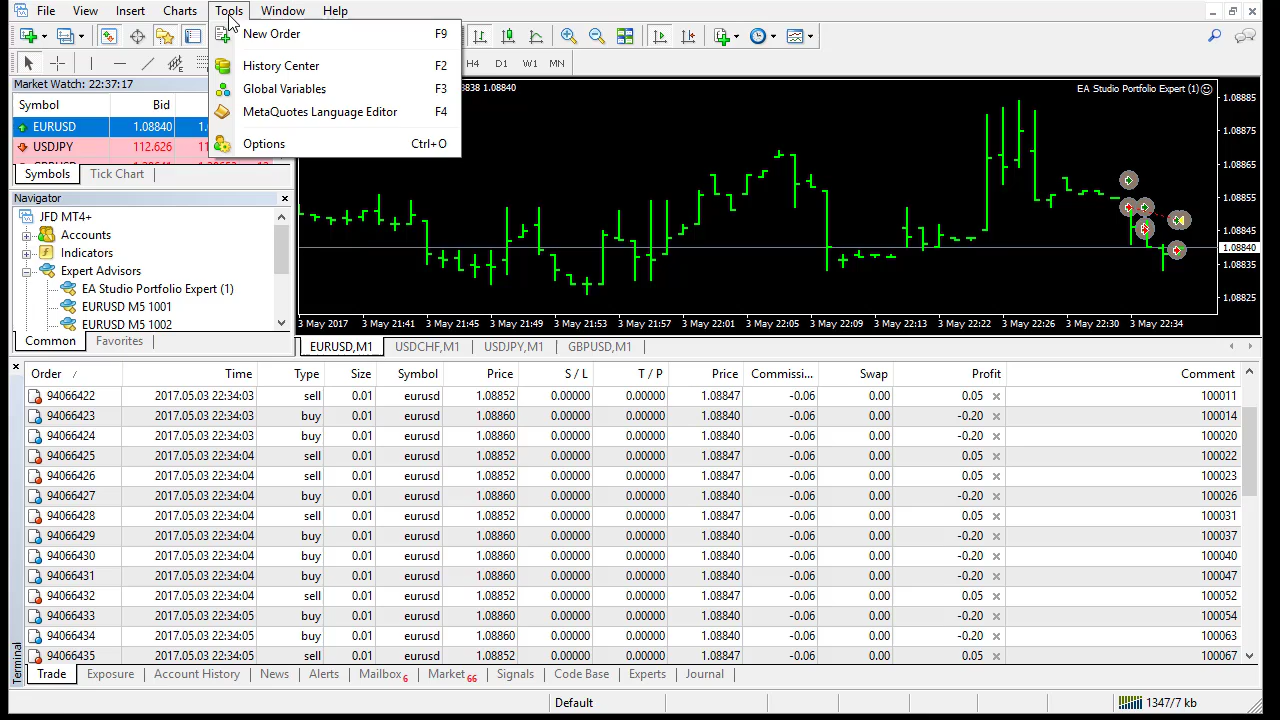 File View Insert Charts Tools Window Help
New Order F9
History Center F2
Global Variables F3
MetaQuotes Language Editor F4
Options Ctrl+O
H4 D1 W1 MN
Market Watch: 22:37:17
Symbol Bid
EURUSD 1.08840 1.0
USDJPY 112.626 11
Symbols Tick Chart
Navigator
JFD MT4+
Accounts
Indicators
Expert Advisors
EA Studio Portfolio Expert (1)
EURUSD M5 1001
EURUSD M5 1002
Common Favorites
838 1.08840
EA Studio Portfolio Expert (1)
1.08885
1.08875
1.08865
1.08855
1.08845
1.08840
1.08835
1.08825
3 May 2017 3 May 21:41 3 May 21:45 3 May 21:49 3 May 21:53 3 May 21:57 3 May 22:01 3 May 22:05 3 May 22:09 3 May 22:13 3 May 22:22 3 May 22:26 3 May 22:30 3 May 22:34
EURUSD,M1 USDCHF,M1 USDJPY,M1 GBPUSD,M1
Order / Time Type Size Symbol Price S / L T / P Price Commissi... Swap Profit Comment
94066422 2017.05.03 22:34:03 sell 0.01 eurusd 1.08852 0.00000 0.00000 1.08847 -0.06 0.00 0.05 100011
94066423 2017.05.03 22:34:03 buy 0.01 eurusd 1.08860 0.00000 0.00000 1.08840 -0.06 0.00 -0.20 100014
94066424 2017.05.03 22:34:04 buy 0.01 eurusd 1.08860 0.00000 0.00000 1.08840 -0.06 0.00 -0.20 100020
94066425 2017.05.03 22:34:04 sell 0.01 eurusd 1.08852 0.00000 0.00000 1.08847 -0.06 0.00 0.05 100022
94066426 2017.05.03 22:34:04 sell 0.01 eurusd 1.08852 0.00000 0.00000 1.08847 -0.06 0.00 0.05 100023
94066427 2017.05.03 22:34:04 buy 0.01 eurusd 1.08860 0.00000 0.00000 1.08840 -0.06 0.00 -0.20 100026
94066428 2017.05.03 22:34:04 sell 0.01 eurusd 1.08852 0.00000 0.00000 1.08847 -0.06 0.00 0.05 100031
94066429 2017.05.03 22:34:04 buy 0.01 eurusd 1.08860 0.00000 0.00000 1.08840 -0.06 0.00 -0.20 100037
94066430 2017.05.03 22:34:04 buy 0.01 eurusd 1.08860 0.00000 0.00000 1.08840 -0.06 0.00 -0.20 100040
94066431 2017.05.03 22:34:04 buy 0.01 eurusd 1.08860 0.00000 0.00000 1.08840 -0.06 0.00 -0.20 100047
94066432 2017.05.03 22:34:04 sell 0.01 eurusd 1.08852 0.00000 0.00000 1.08847 -0.06 0.00 0.05 100052
94066433 2017.05.03 22:34:05 buy 0.01 eurusd 1.08860 0.00000 0.00000 1.08840 -0.06 0.00 -0.20 100054
94066434 2017.05.03 22:34:05 buy 0.01 eurusd 1.08860 0.00000 0.00000 1.08840 -0.06 0.00 -0.20 100063
94066435 2017.05.03 22:34:05 sell 0.01 eurusd 1.08852 0.00000 0.00000 1.08847 -0.06 0.00 0.05 100067
Terminal
Trade Exposure Account History News Alerts Mailbox 6 Market 66 Signals Code Base Experts Journal
Default 1347/7 kb